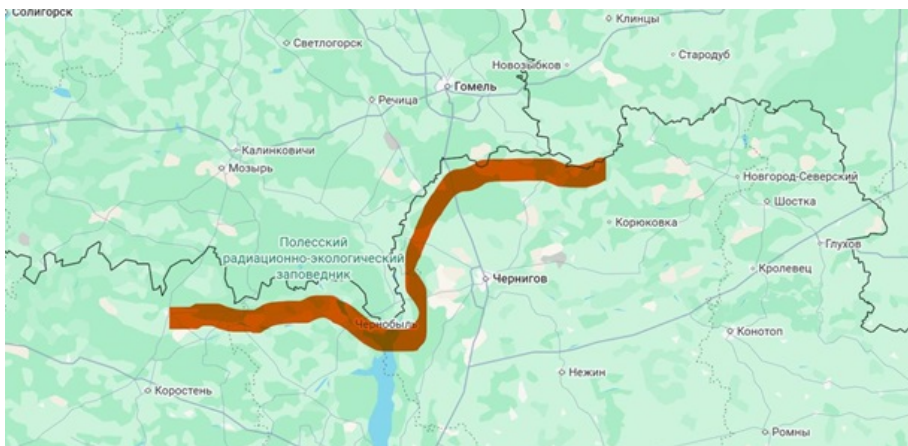 Солигорск
Клинцы
Светлогорск
Стародуб
Новозыбков
Гомель
Речица
Калинковичи
Мозырь
Новгород-Северский
Шостка
Корюковка
Полесский
радиационно-экологический
заповедник
Глухов
Кролевец
Чернигов
Чернобыль
Конотоп
Нежин
Коростень
Ромны